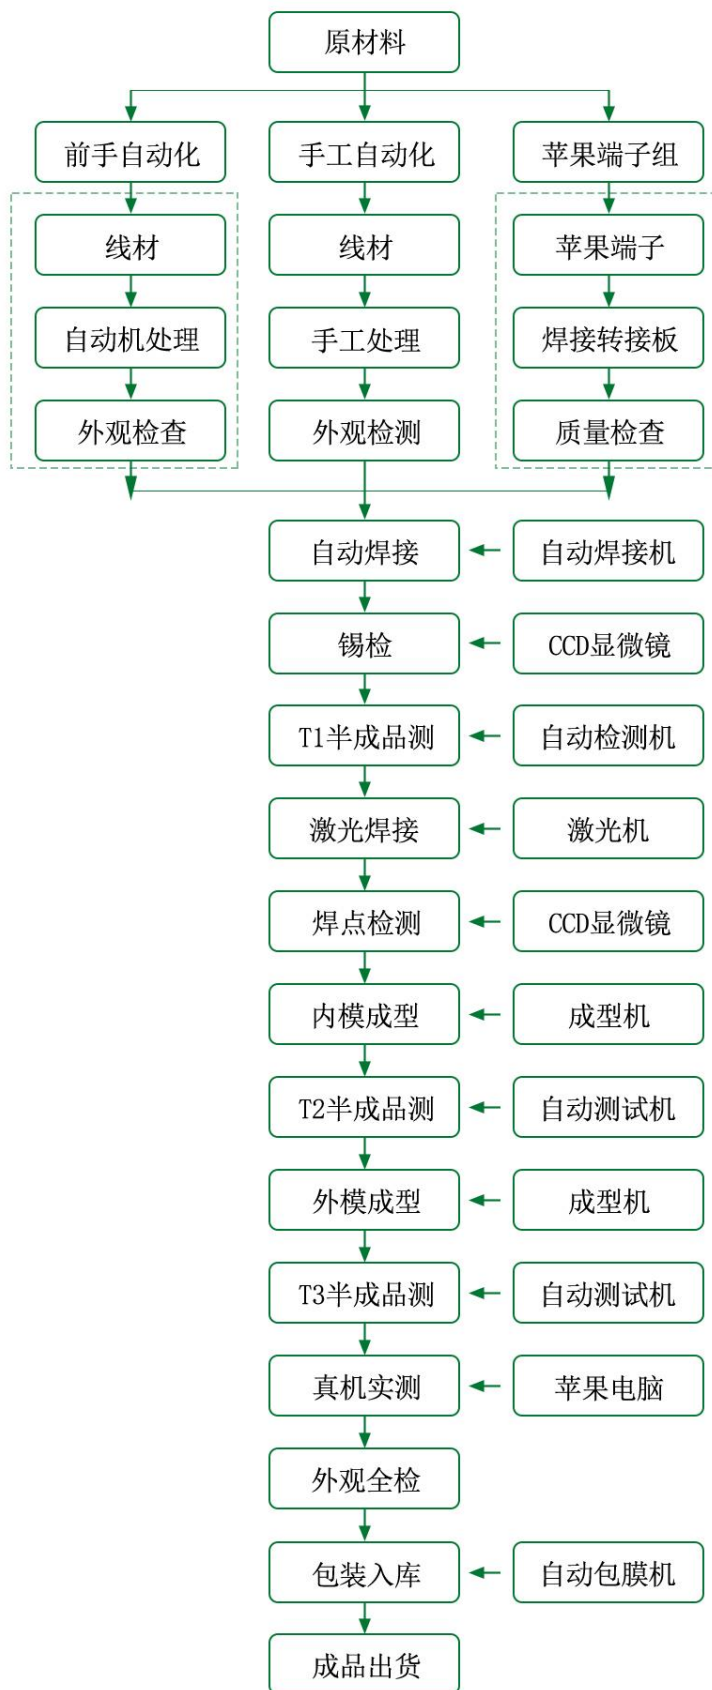 原材料
前手自动化
手工自动化
苹果端子组
线材
线材
苹果端子
自动机处理
手工处理
焊接转接板
外观检查
外观检测
质量检查
自动焊接
自动焊接机
锡检
CCD显微镜
T1半成品测
自动检测机
激光焊接
激光机
焊点检测
CCD显微镜
内模成型
成型机
T2半成品测
自动测试机
外模成型
成型机
T3半成品测
自动测试机
真机实测
苹果电脑
外观全检
包装入库
自动包膜机
成品出货